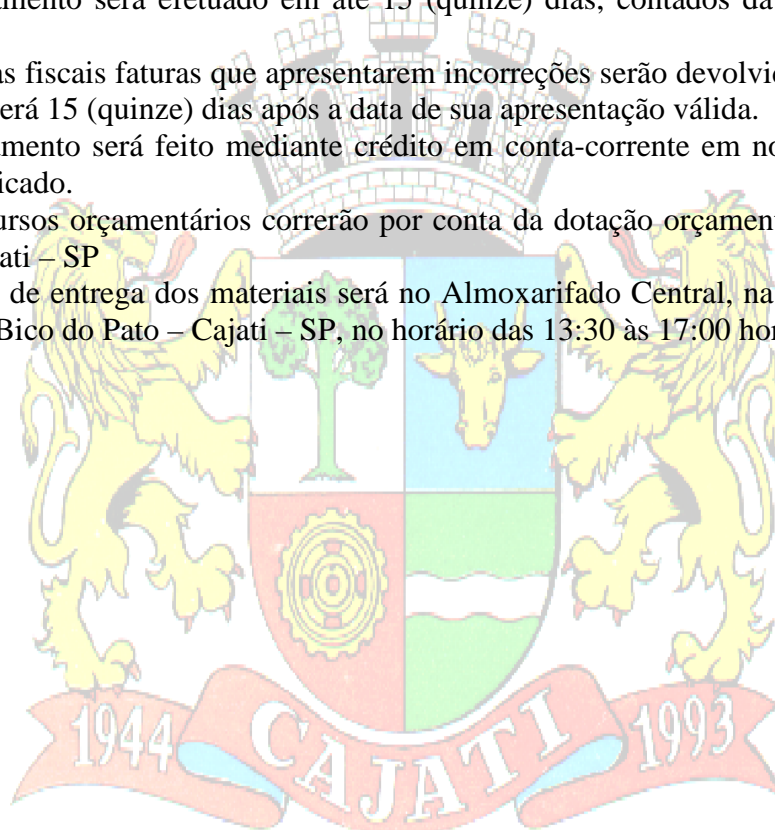 mento será efetuado em até 15 (quinze) dias, contados da
as fiscais faturas que apresentarem incorreções serão devolvi
erá 15 (quinze) dias após a data de sua apresentação válida.
mento será feito mediante crédito em conta-corrente em no
icado.
ursos orçamentários correrão por conta da dotação orçament
ati – SP
de entrega dos materiais será no Almoxarifado Central, na
Bico do Pato – Cajati – SP, no horário das 13:30 às 17:00 hor
1944 CAJATI 1993